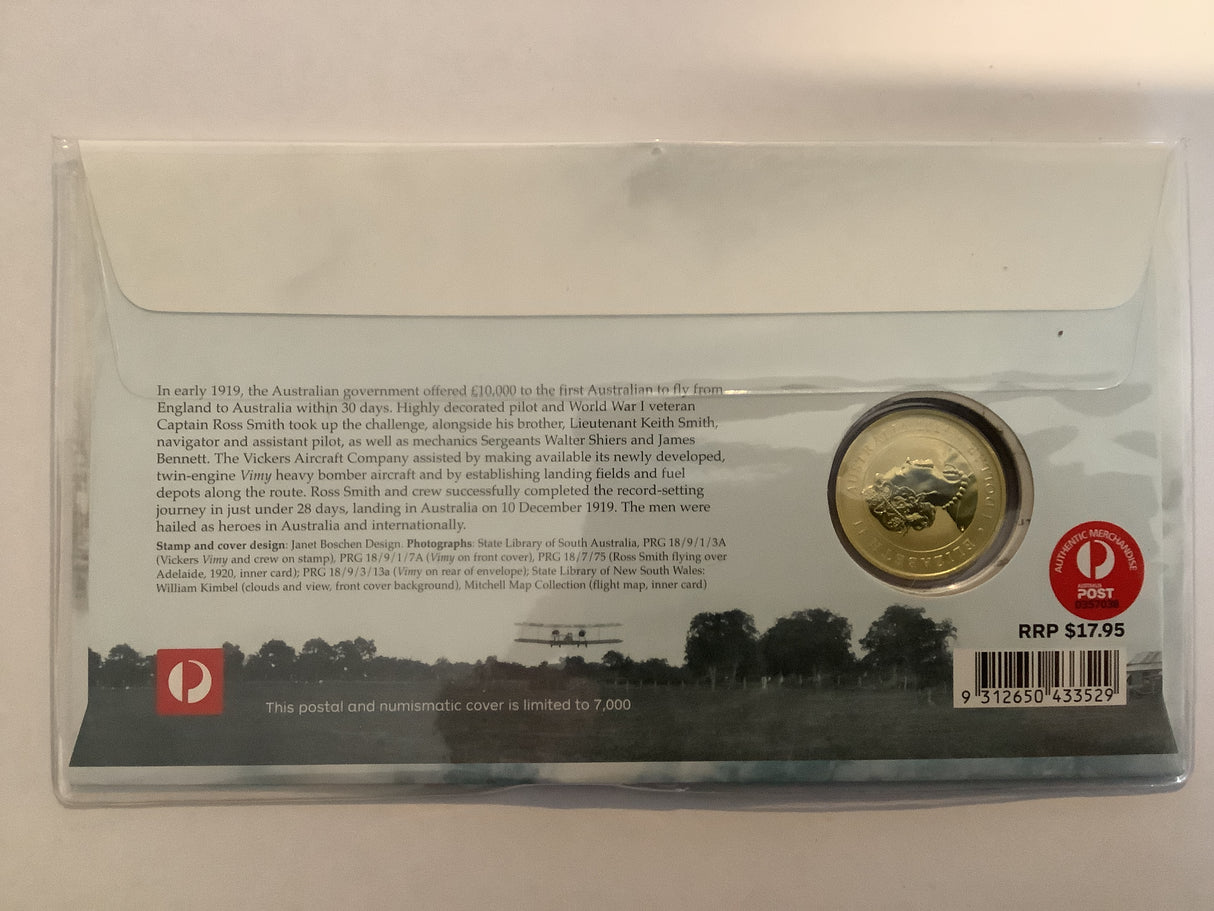 In early 1919, the Australian government offered £10,000 to the first Australian to fly from
England to Australia within 30 days. Highly decorated pilot and World War I veteran
Captain Ross Smith took up the challenge, alongside his brother, Lieutenant Keith Smith,
navigator and assistant pilot, as well as mechanics Sergeants Walter Shiers and James
Bennett. The Vickers Aircraft Company assisted by making available its newly developed,
twin-engine Vimy heavy bomber aircraft and by establishing landing fields and fuel
depots along the route. Ross Smith and crew successfully completed the record-setting
journey in just under 28 days, landing in Australia on 10 December 1919. The men were
hailed as heroes in Australia and internationally.
Stamp and cover design: Janet Boschen Design. Photographs: State Library of South Australia, PRG 18/9/1/3A
(Vickers Vimy and crew on stamp), PRG 18/9/1/7A (Vimy on front cover), PRG 18/7/75 (Ross Smith flying over
Adelaide, 1920, inner card); PRG 18/9/3/13a (Vimy on rear of envelope); State Library of New South Wales:
William Kimbel (clouds and view, front cover background), Mitchell Map Collection (flight map, inner card)
This postal and numismatic cover is limited to 7,000
ELIZABETH II
AUSTRALIA
AUTHENTIC MERCHANDISE
AUSTRALIA
POST
0357038
RRP $17.95
9 312650 433529